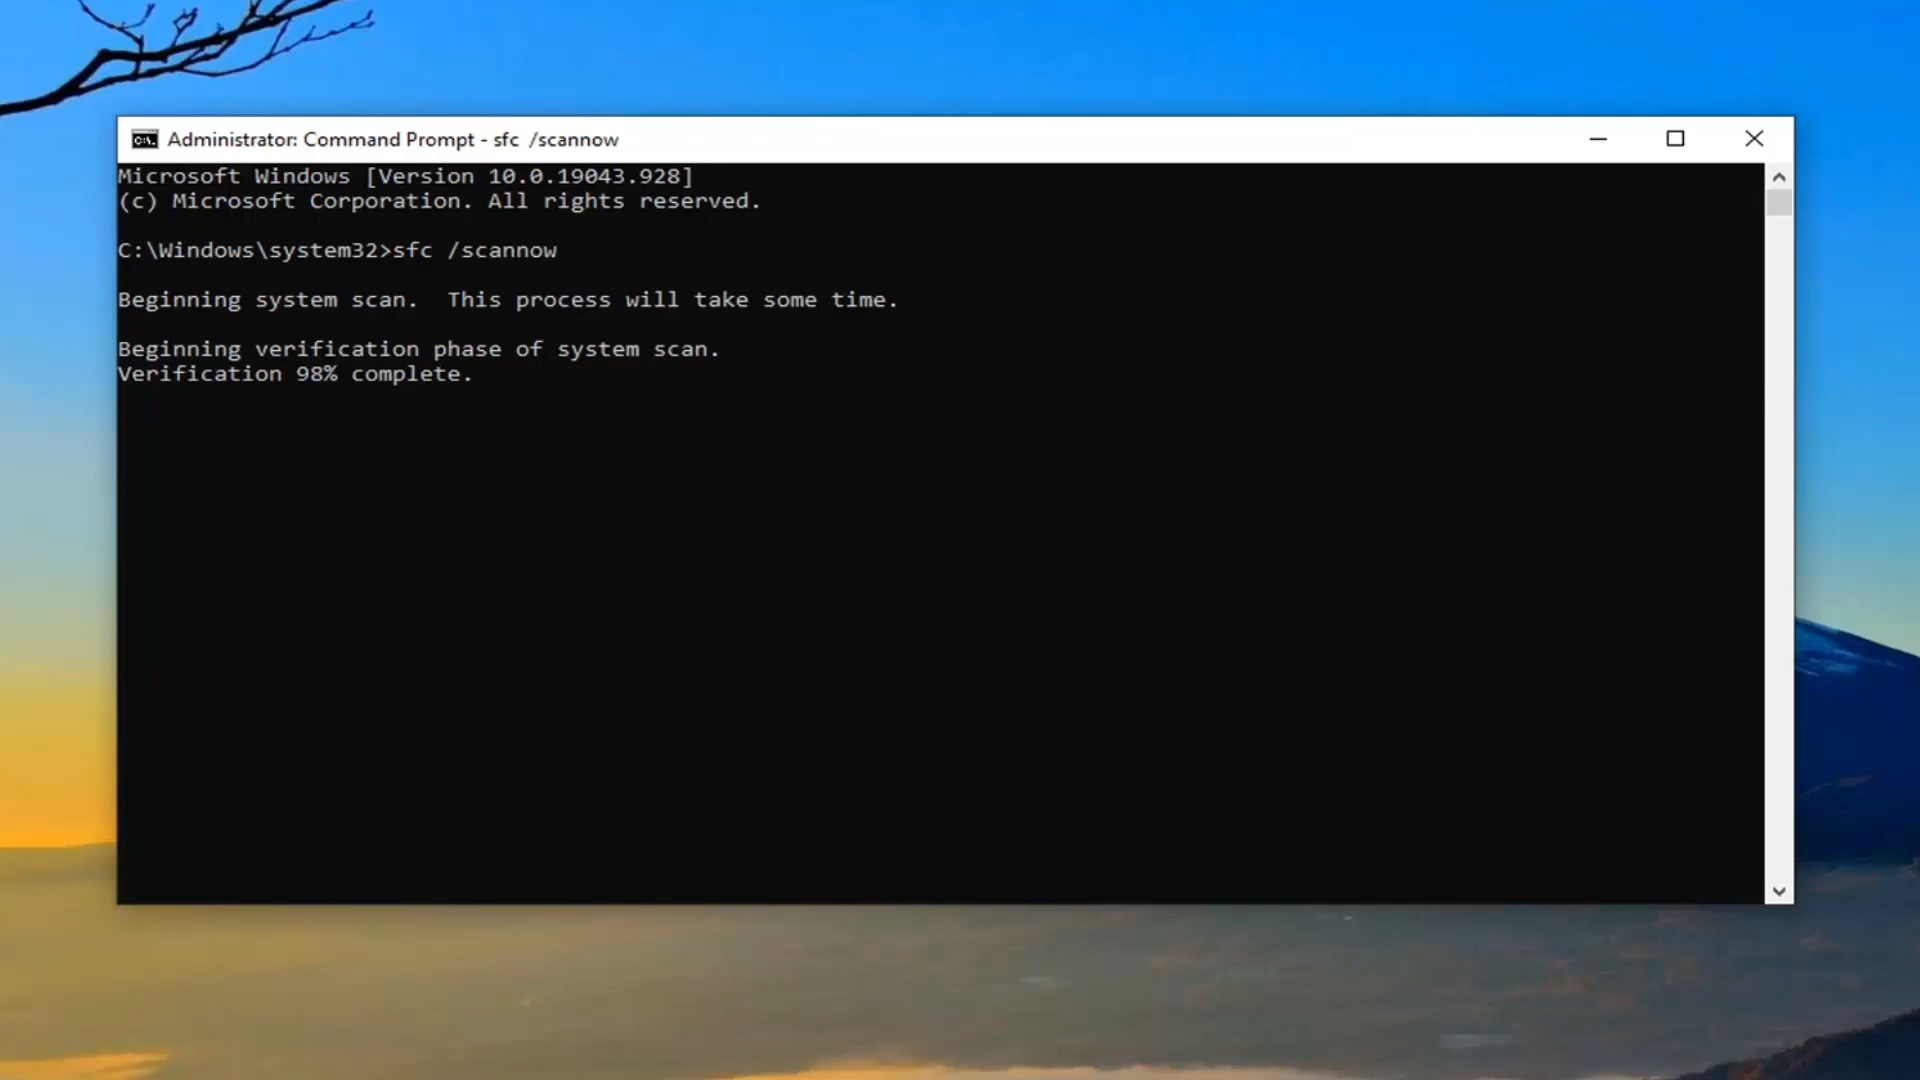 Administrator: Command Prompt - sfc  /scannow
Microsoft Windows [Version 10.0.19043.928]
(c) Microsoft Corporation. All rights reserved.
C:\Windows\system32>sfc /scannow
Beginning system scan.  This process will take some time.
Beginning verification phase of system scan.
Verification 98% complete.